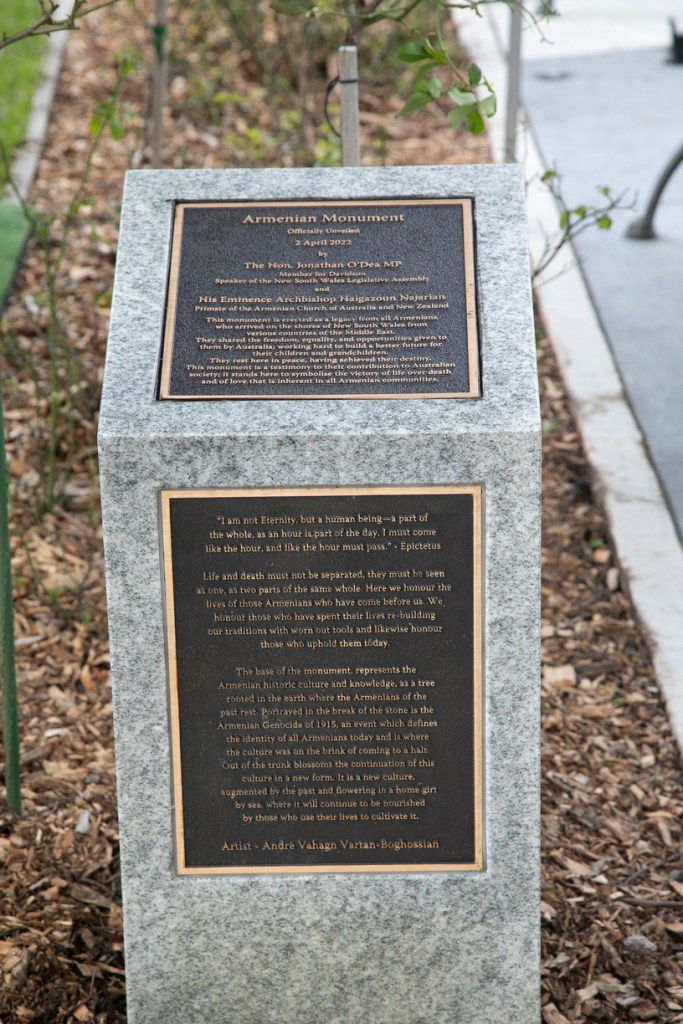 Armenian Monument
Officially Unveiled
2 April 2022
by
The Hon. Jonathan O'Dea MP
Member for Davidson
Speaker of the New South Wales Legislative Assembly
and
His Eminence Archbishop Haigazoun Najarian
Primate of the Armenian Church of Australia and New Zealand
This monument is erected as a legacy from all Armenians,
who arrived on the shores of New South Wales from
various countries of the Middle East.
They shared the freedom, equality, and opportunities given to
them by Australia; working hard to build a better future for
their children and grandchildren.
They rest here in peace, having achieved their destiny.
This monument is a testimony to their contribution to Australian
society; it stands here to symbolise the victory of life over death
and of love that is inherent in all Armenian communities.
"I am not Eternity, but a human being—a part of
the whole, as an hour is part of the day. I must come
like the hour, and like the hour must pass." - Epictetus
Life and death must not be separated, they must be seen
as one, as two parts of the same whole. Here we honour the
lives of those Armenians who have come before us. We
honour those who have spent their lives re-building
our traditions with worn out tools and likewise honour
those who uphold them today.
The base of the monument, represents the
Armenian historic culture and knowledge, as a tree
rooted in the earth where the Armenians of the
past rest. Portrayed in the break of the stone is the
Armenian Genocide of 1915, an event which defines
the identity of all Armenians today and is where
the culture was on the brink of coming to a halt.
Out of the trunk blossoms the continuation of this
culture in a new form. It is a new culture,
augmented by the past and flowering in a home girt
by sea, where it will continue to be nourished
by those who use their lives to cultivate it.
Artist - Andrè Vahagn Vartan-Boghossian